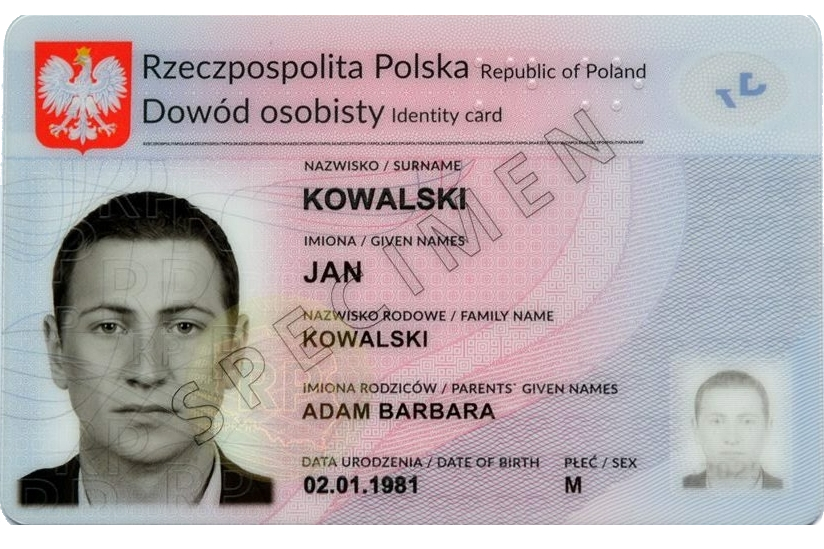 Rzeczpospolita Polska Republic of Poland
Dowód osobisty Identity card
NAZWISKO / SURNAME
KOWALSKI
IMIONA / GIVEN NAMES
JAN
NAZWISKO RODOWE / FAMILY NAME
KOWALSKI
IMIONA RODZICÓW / PARENTS' GIVEN NAMES
ADAM BARBARA
DATA URODZENIA / DATE OF BIRTH PŁEĆ / SEX
02.01.1981 M
SPECIMEN